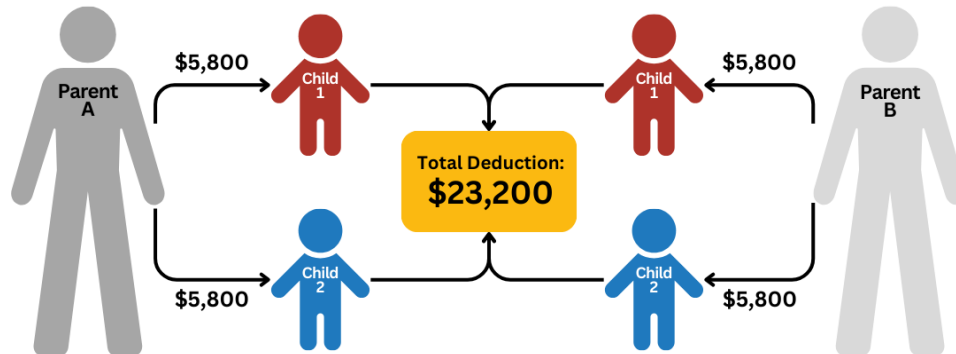 $5,800
$5,800
Parent
A
Child
1
Child
1
Parent
B
Total Deduction:
$23,200
Child
2
Child
2
$5,800
$5,800